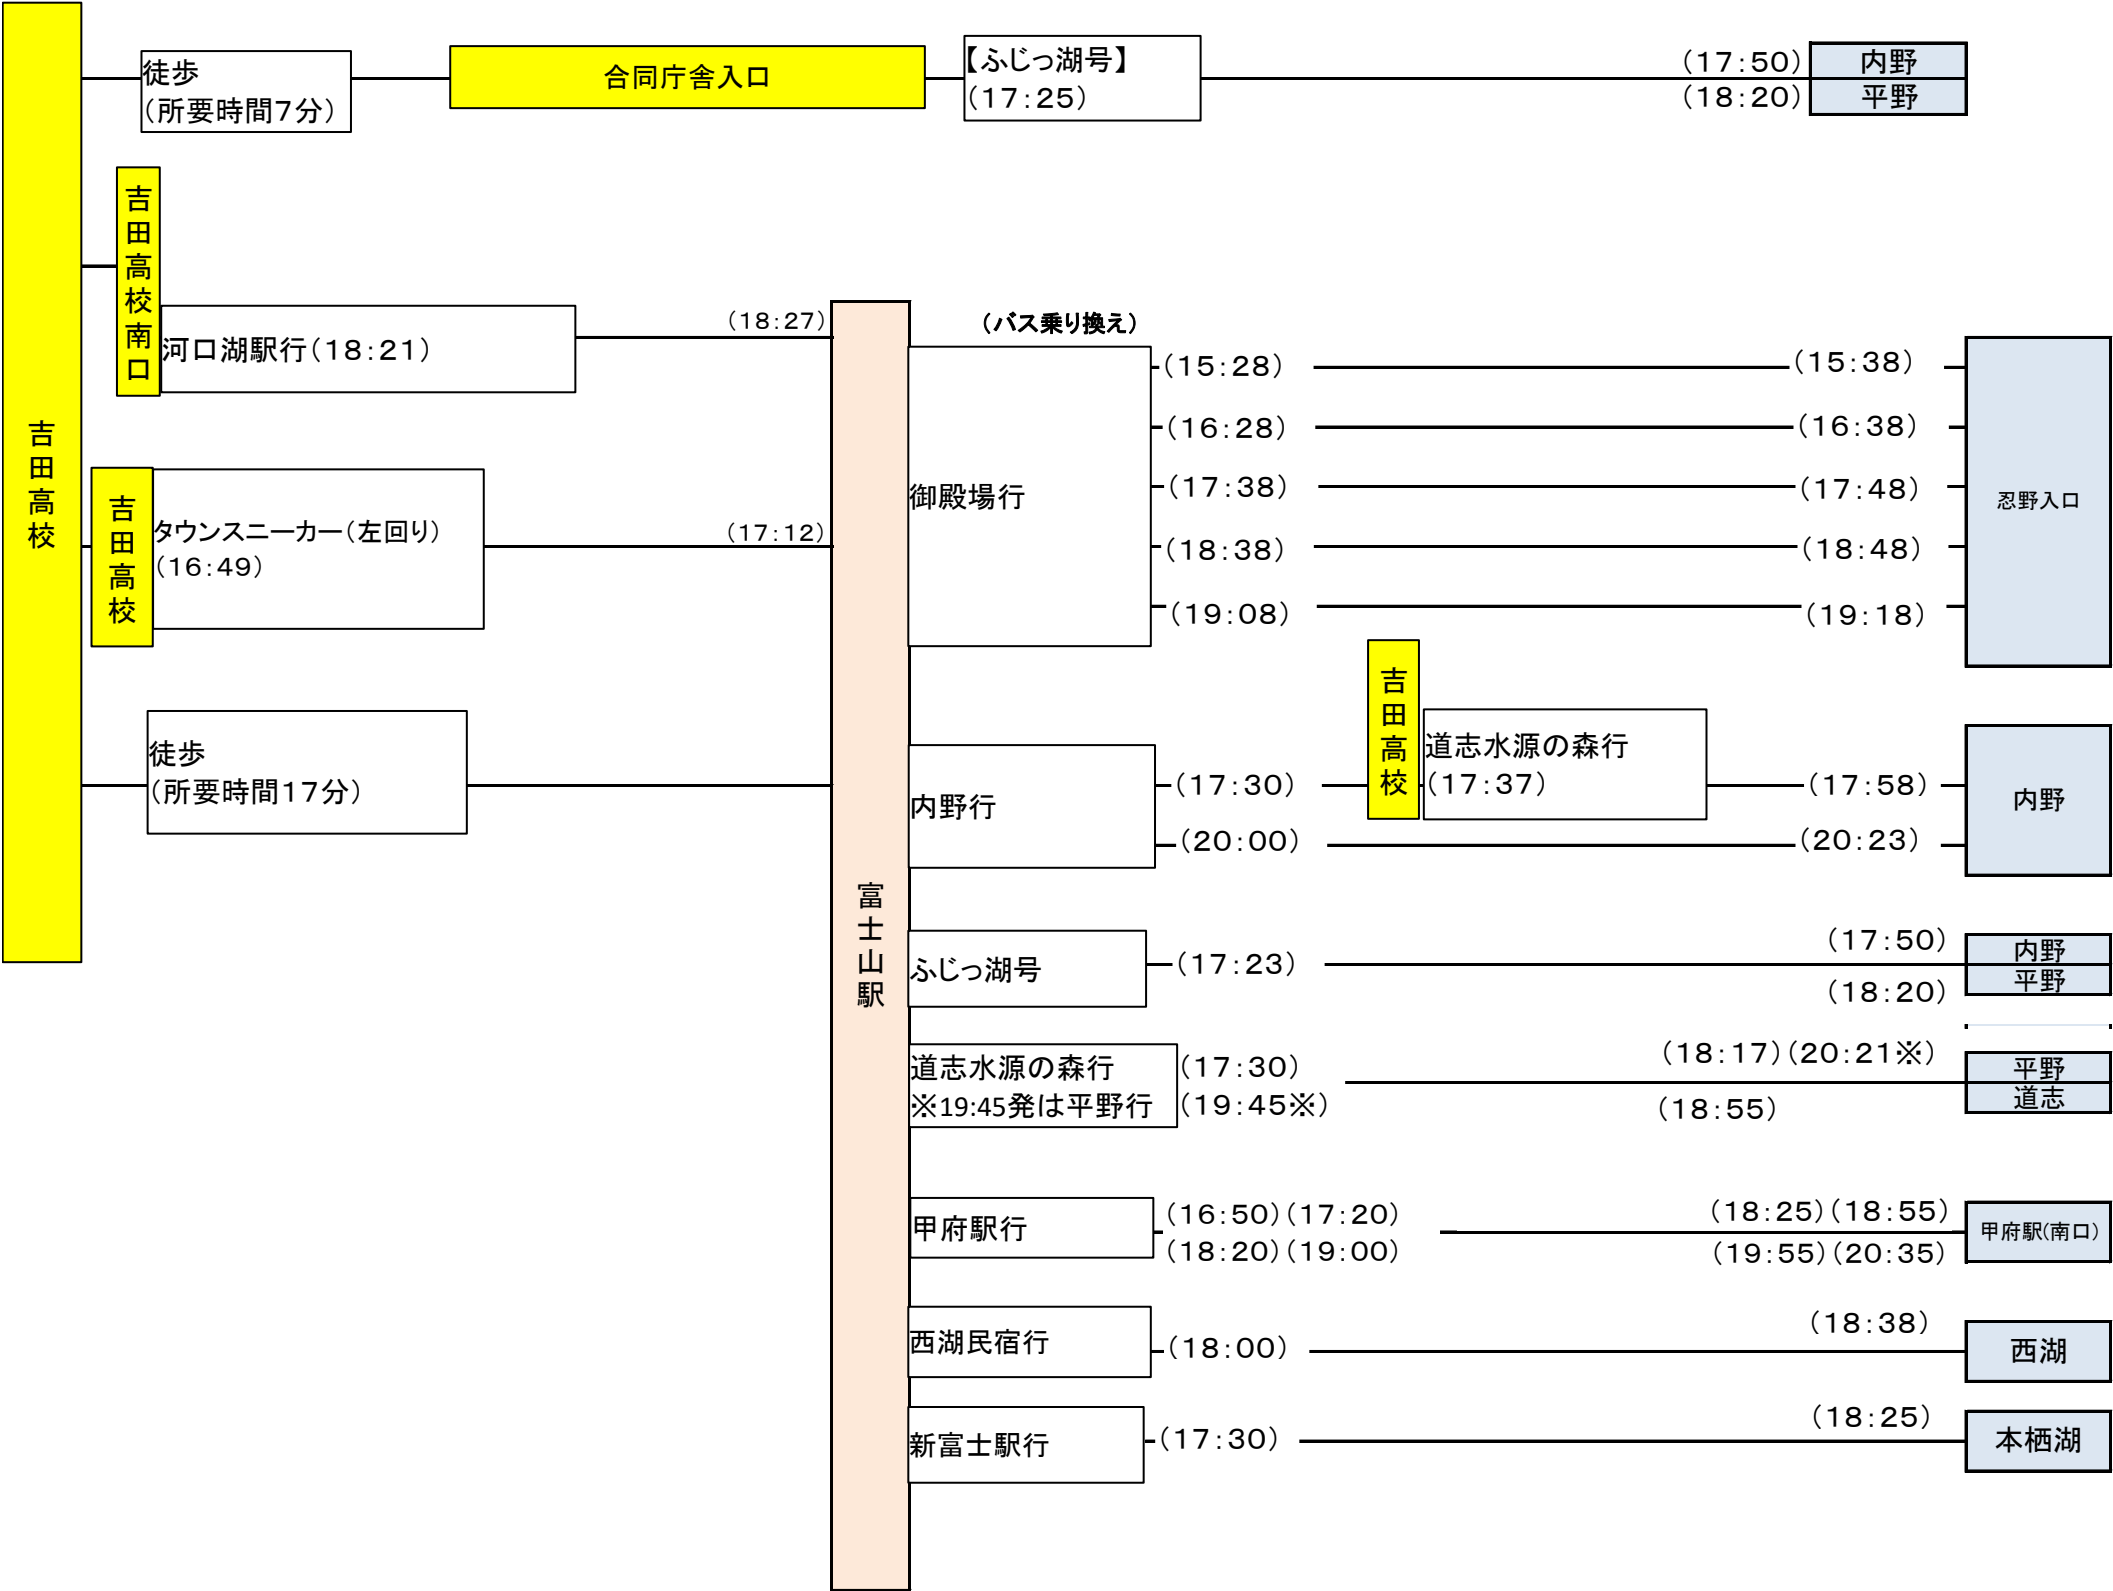 徒歩
（所要時間７分）
合同庁舎入口
【ふじっ湖号】
（１７：２５）
（１７：５０）
内野
（１８：２０）
平野
吉田高校
吉田高校南口
河口湖駅行（１８：２１）
（１８：２７）
（バス乗り換え）
吉田高校
タウンスニーカー（左回り）
（１６：４９）
（１７：１２）
徒歩
（所要時間１７分）
富士山駅
御殿場行
（１５：２８）
（１５：３８）
（１６：２８）
（１６：３８）
（１７：３８）
（１７：４８）
（１８：３８）
（１８：４８）
（１９：０８）
（１９：１８）
忍野入口
内野行
（１７：３０）
吉田高校
道志水源の森行
（１７：３７）
（１７：５８）
（２０：００）
（２０：２３）
内野
ふじっ湖号
（１７：２３）
（１７：５０）
内野
（１８：２０）
平野
道志水源の森行
※19:45発は平野行
（１７：３０）
（１９：４５※）
（１８：１７）（２０：２１※）
平野
（１８：５５）
道志
甲府駅行
（１６：５０）（１７：２０）
（１８：２０）（１９：００）
（１８：２５）（１８：５５）
（１９：５５）（２０：３５）
甲府駅(南口）
西湖民宿行
（１８：００）
（１８：３８）
西湖
新富士駅行
（１７：３０）
（１８：２５）
本栖湖